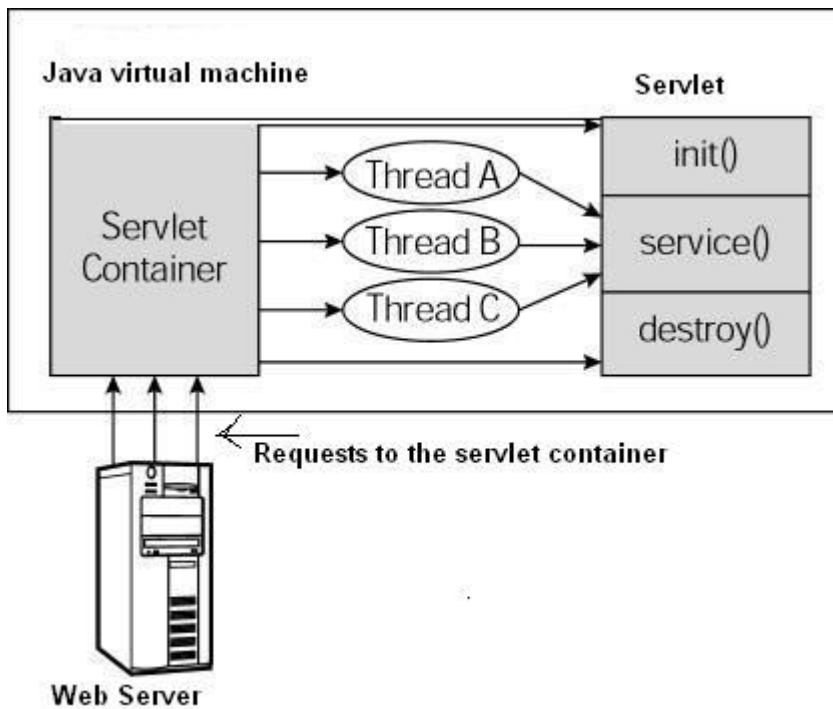 Java virtual machine
Servlet
Servlet
Container
Thread A
Thread B
Thread C
init()
service()
destroy()
Requests to the servlet container
Web Server